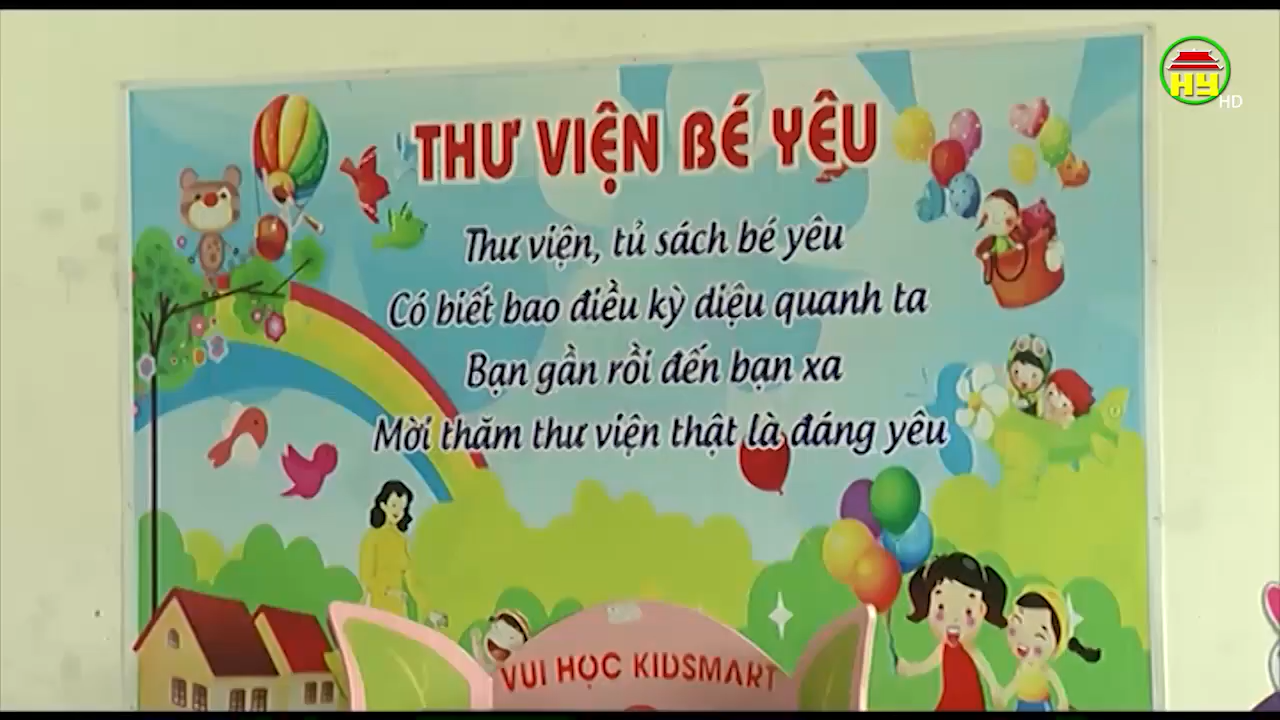 HY
HD
THƯ VIỆN BÉ YÊU
Thư viện, tủ sách bé yêu
Có biết bao điều kỳ diệu quanh ta
Bạn gần rồi đến bạn xa
Mời thăm thư viện thật là đáng yêu
VUI HỌC KIDSMART